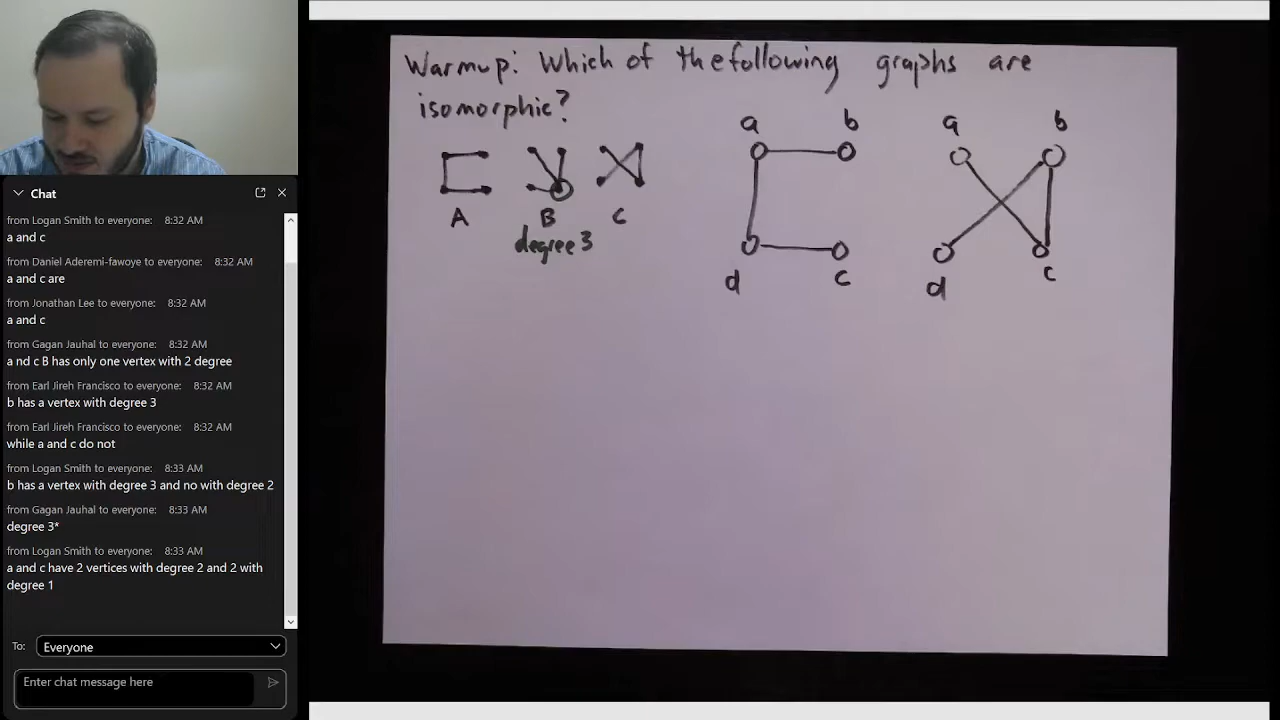 Chat
from Logan Smith to everyone: 8:32 AM
a and c
from Daniel Aderemi-fawoye to everyone: 8:32 AM
a and c are
from Jonathan Lee to everyone: 8:32 AM
a and c
from Gagan Jauhal to everyone: 8:32 AM
a nd c B has only one vertex with 2 degree
from Earl Jireh Francisco to everyone: 8:32 AM
b has a vertex with degree 3
from Earl Jireh Francisco to everyone: 8:32 AM
while a and c do not
from Logan Smith to everyone: 8:33 AM
b has a vertex with degree 3 and no with degree 2
from Gagan Jauhal to everyone: 8:33 AM
degree 3*
from Logan Smith to everyone: 8:33 AM
a and c have 2 vertices with degree 2 and 2 with
degree 1
To: Everyone
Enter chat message here
Warmup: Which of the following graphs are
isomorphic?
A B C
degree 3
a b
d c
a b
d c